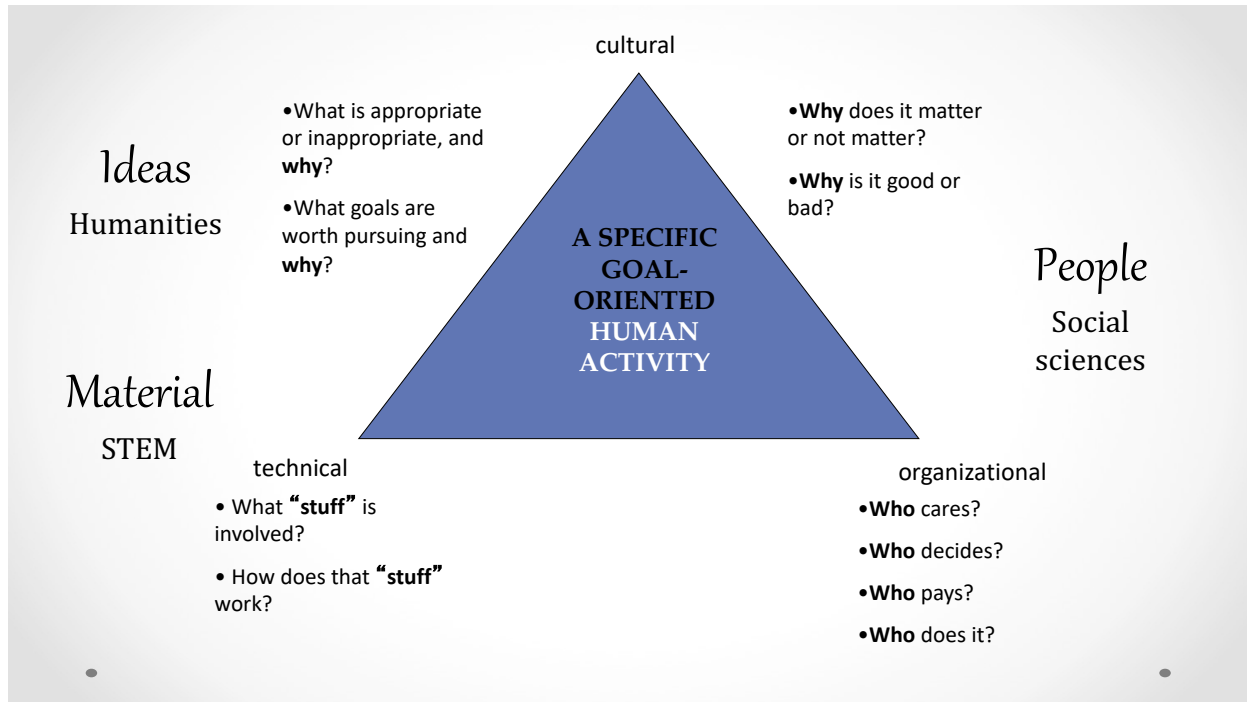 cultural
•What is appropriate
or inappropriate, and
why?
•What goals are
worth pursuing and
why?
•Why does it matter
or not matter?
•Why is it good or
bad?
Ideas
Humanities
A SPECIFIC
GOAL-
ORIENTED
HUMAN
ACTIVITY
People
Social
sciences
Material
STEM
technical
• What “stuff” is
involved?
• How does that “stuff”
work?
organizational
•Who cares?
•Who decides?
•Who pays?
•Who does it?